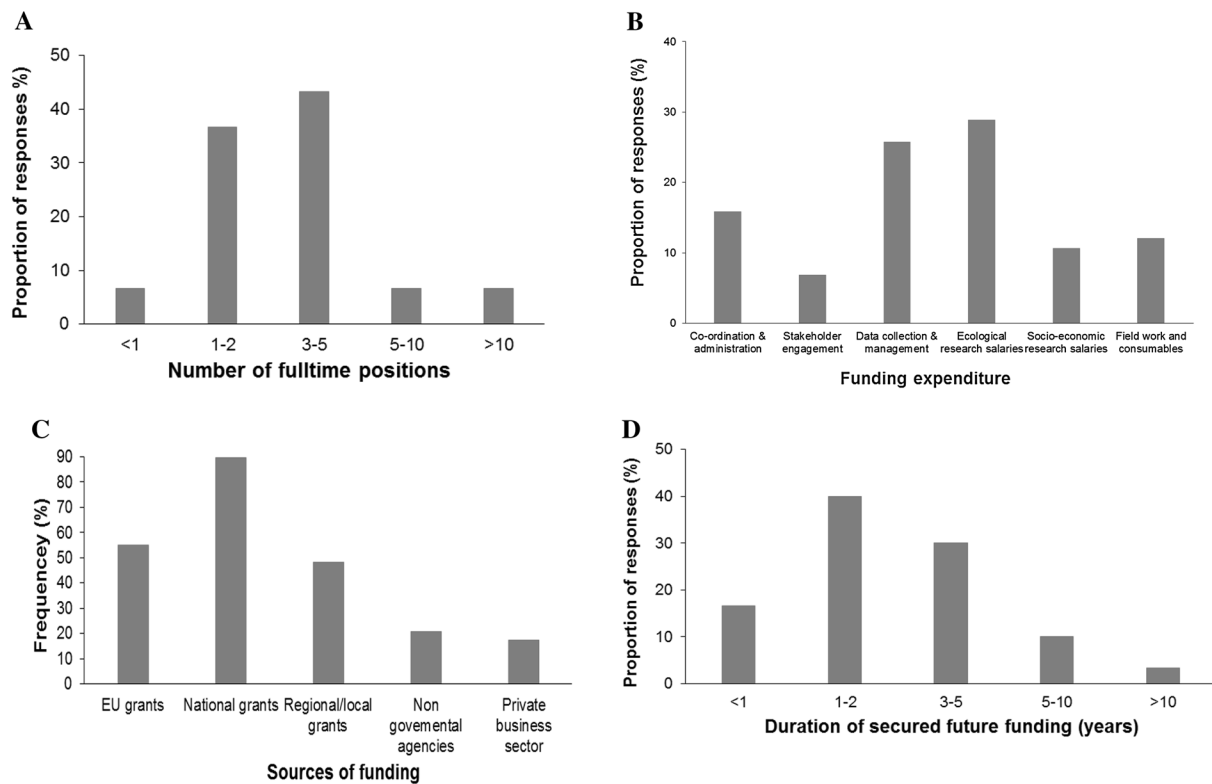 A
50
40
30
20
10
0
Proportion of responses %)
<1 1-2 3-5 5-10 >10
Number of fulltime positions
B
40
30
20
10
0
Proportion of responses (%)
Co-ordination & Stakeholder Data collection & Ecological Socio-economic Field work and
administration engagement management research salaries research salaries consumables
Funding expenditure
C
90
80
70
60
50
40
30
20
10
0
Frequencey (%)
EU grants National grants Regional/local Non Private
grants govemental business
agencies sector
Sources of funding
D
50
40
30
20
10
0
Proportion of responses (%)
<1 1-2 3-5 5-10 >10
Duration of secured future funding (years)